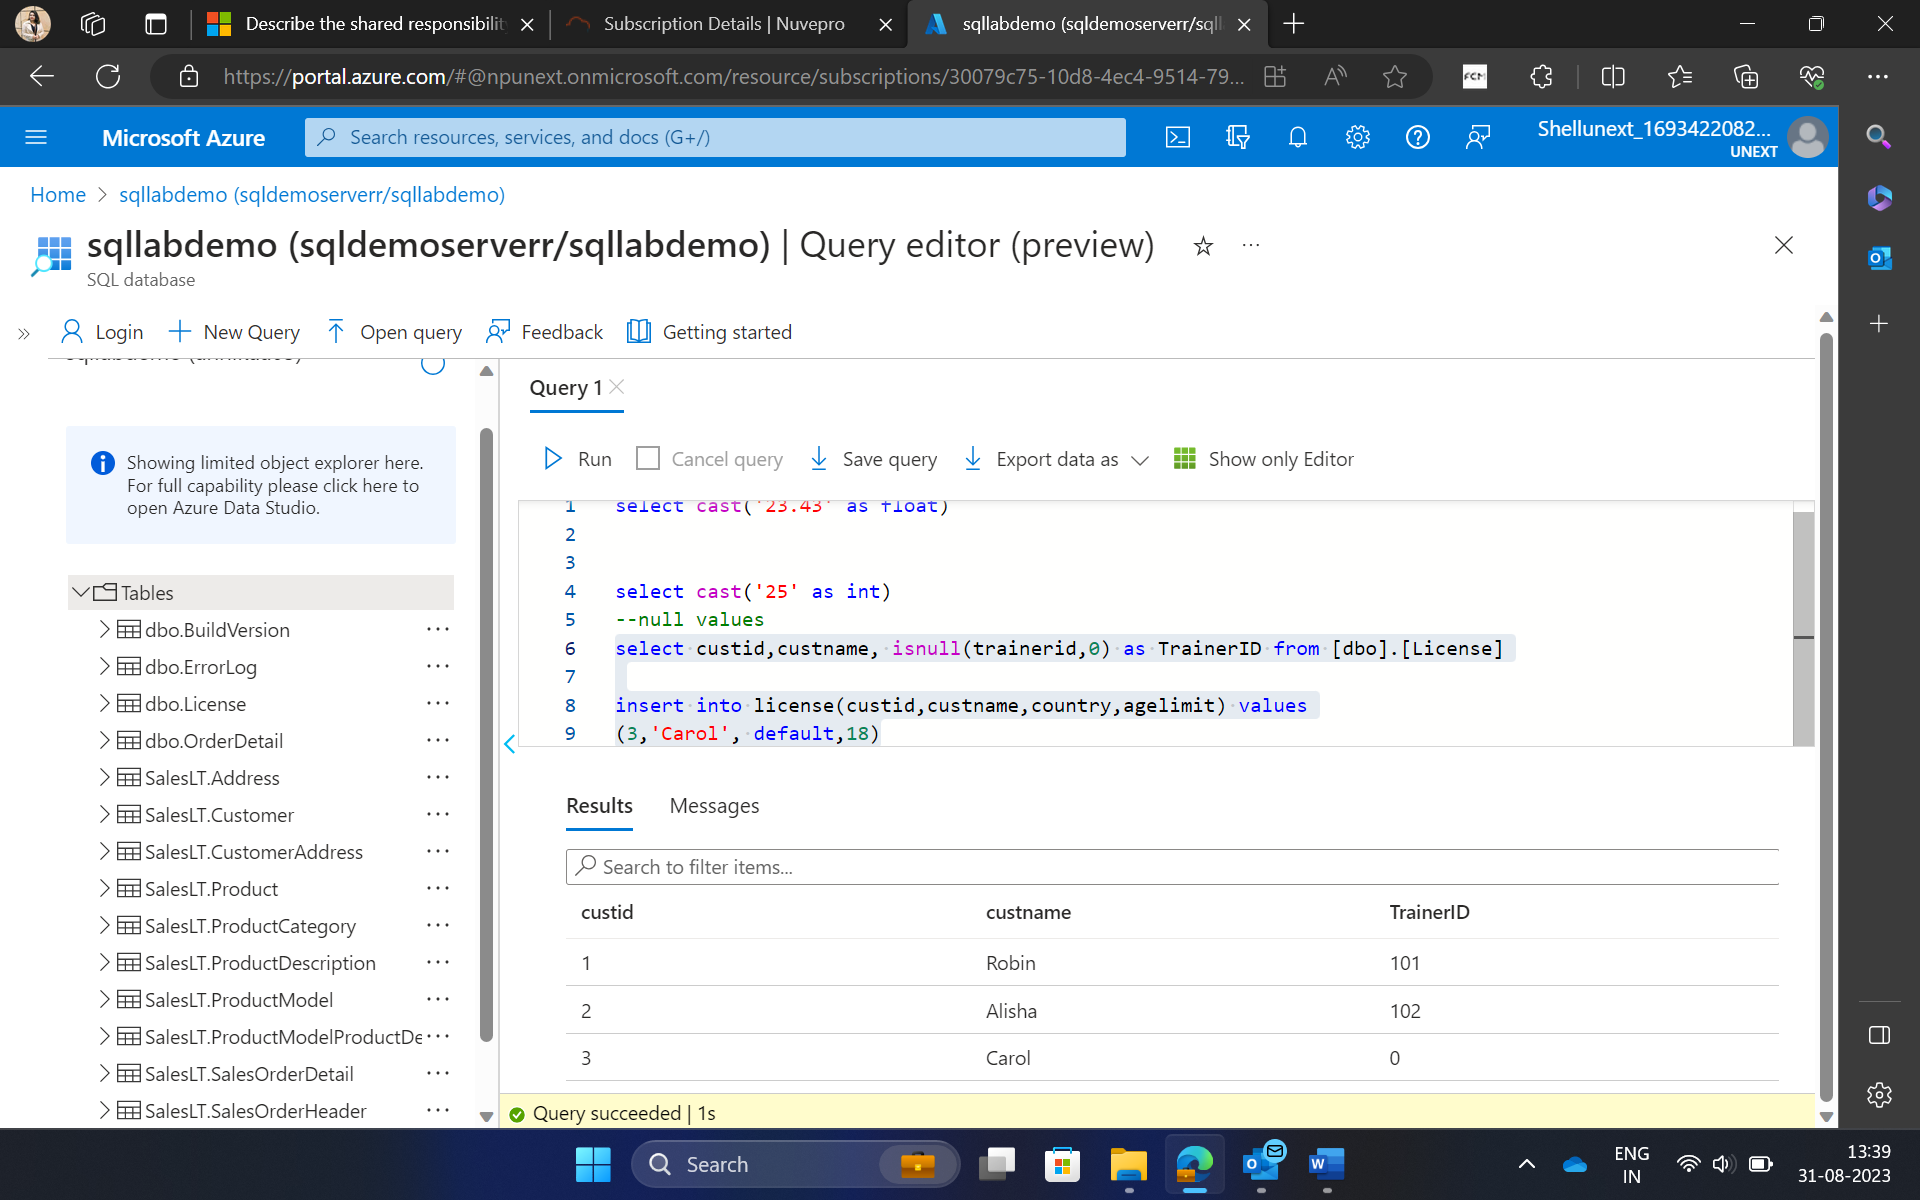 Describe the shared responsibility
Subscription Details | Nuvepro
sqllabdemo (sqldemoserverr/sqll
https://portal.azure.com/#@npunext.onmicrosoft.com/resource/subscriptions/30079c75-10d8-4ec4-9514-79...
FCM
Microsoft Azure
Search resources, services, and docs (G+/)
Shellunext_1693422082...
UNEXT
Home > sqllabdemo (sqldemoserverr/sqllabdemo)
sqllabdemo (sqldemoserverr/sqllabdemo) | Query editor (preview)
SQL database
Login
New Query
Open query
Feedback
Getting started
Showing limited object explorer here.
For full capability please click here to
open Azure Data Studio.
Tables
dbo.BuildVersion
dbo.ErrorLog
dbo.License
dbo.OrderDetail
SalesLT.Address
SalesLT.Customer
SalesLT.CustomerAddress
SalesLT.Product
SalesLT.ProductCategory
SalesLT.ProductDescription
SalesLT.ProductModel
SalesLT.ProductModelProductDe
SalesLT.SalesOrderDetail
SalesLT.SalesOrderHeader
Query 1
Run
Cancel query
Save query
Export data as
Show only Editor
1 select cast('23.43' as float)
2
3
4 select cast('25' as int)
5 --null values
6 select custid,custname, isnull(trainerid,0) as TrainerID from [dbo].[License]
7
8 insert into license(custid,custname,country,agelimit) values
9 (3,'Carol', default,18)
Results
Messages
Search to filter items...
custid custname TrainerID
1 Robin 101
2 Alisha 102
3 Carol 0
Query succeeded | 1s
Search
ENG
IN
13:39
31-08-2023